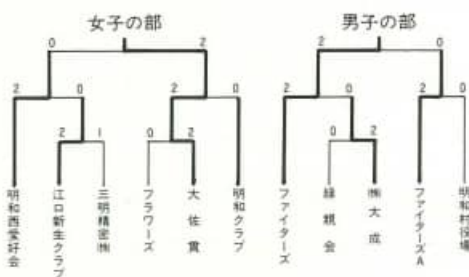 女子の部
0 2
2 0 2 0
2 1 0 2
明和西愛好会
江口新生クラブ
三明精密㈱
フラワーズ
大佐貫
明和クラブ
男子の部
2 0
2 0 2 0
0 2
ファイターズ
緑親会
㈱大成
ファイターズA
明和村役場